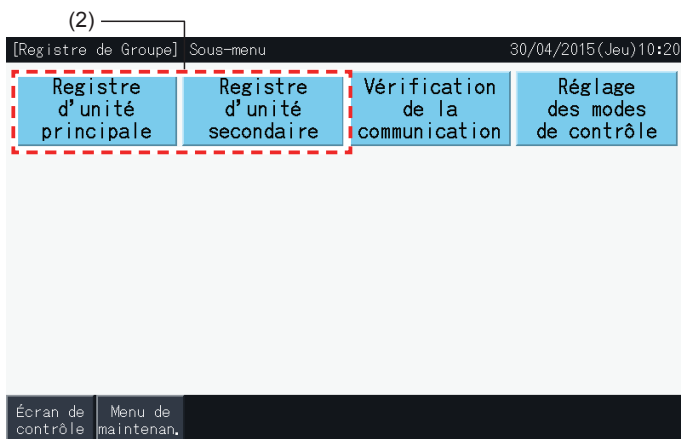 (2)
[Registre de Groupe] Sous-menu 30/04/2015(Jeu)10:20
Registre
d'unité
principale
Registre
d'unité
secondaire
Vérification
de la
communication
Réglage
des modes
de contrôle
Écran de
contrôle
Menu de
maintenan.